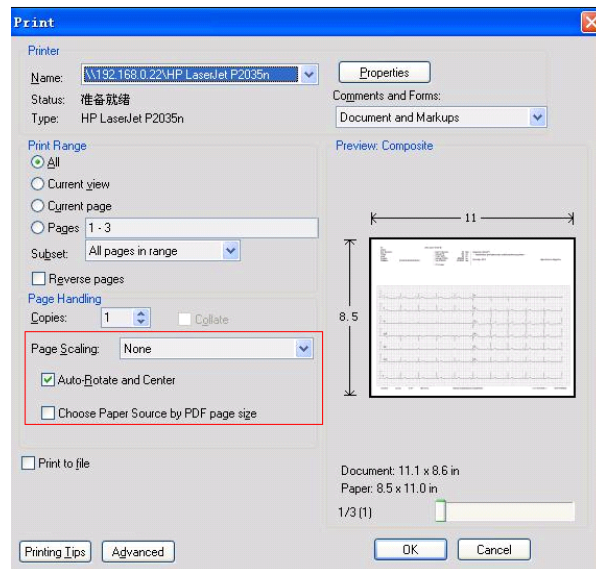 Print
Printer
Name: \\192.168.0.22\HP LaserJet P2035n
Properties
Status: 准备就绪
Comments and Forms:
Type: HP LaserJet P2035n
Document and Markups
Print Range
All
Current view
Current page
Pages 1 - 3
Subset: All pages in range
Reverse pages
Page Handling
Copies: 1
Collate
Page Scaling: None
Auto-Rotate and Center
Choose Paper Source by PDF page size
Print to file
Preview: Composite
11
8.5
Document: 11.1 x 8.6 in
Paper: 8.5 x 11.0 in
1/3 (1)
Printing Tips
Advanced
OK
Cancel